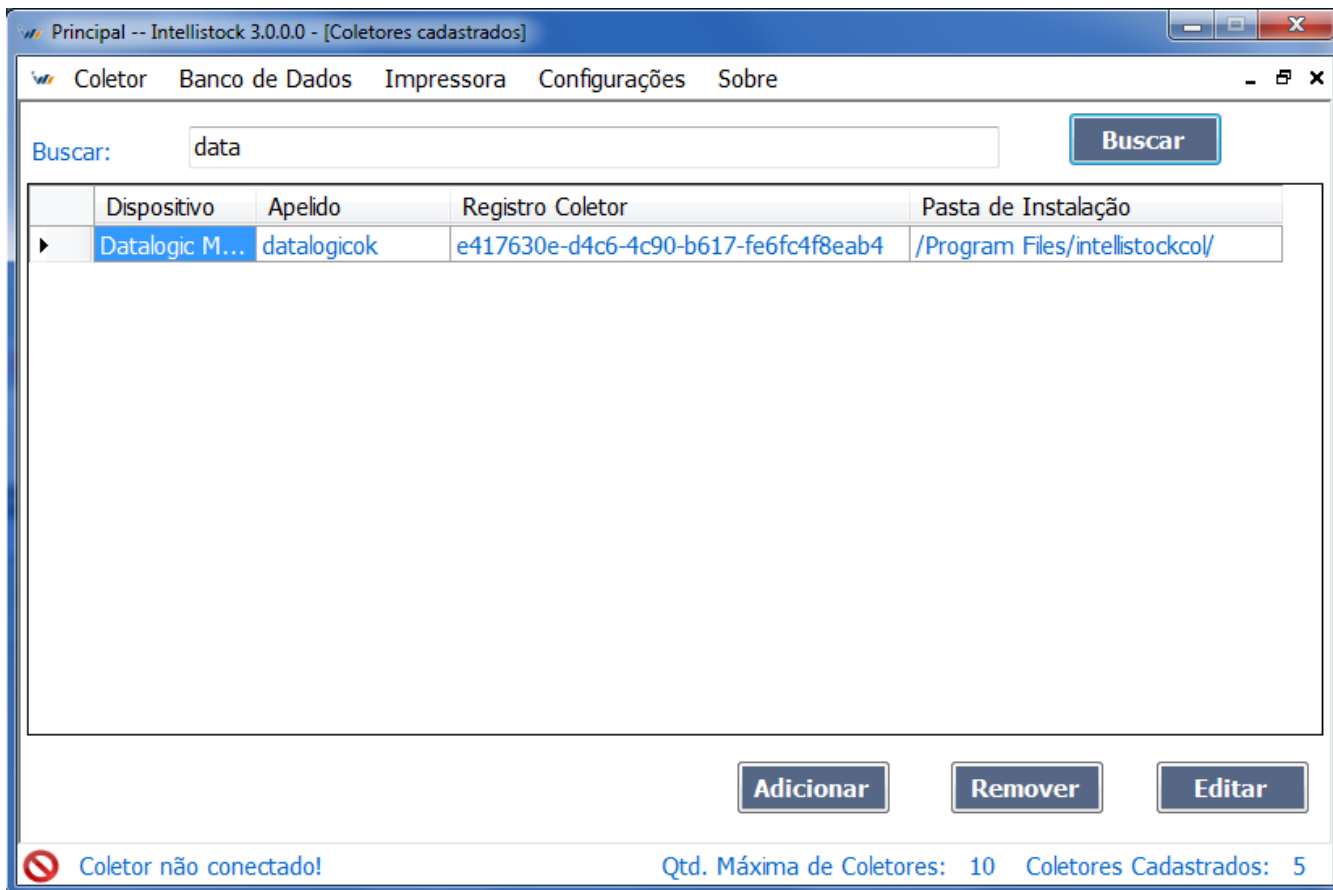 Principal -- Intellistock 3.0.0.0 - [Coletores cadastrados]
Coletor Banco de Dados Impressora Configurações Sobre
Buscar: data Buscar
Dispositivo Apelido Registro Coletor Pasta de Instalação
Datalogic M... datalogicok e417630e-d4c6-4c90-b617-fe6fc4f8eab4 /Program Files/intellistockcol/
Adicionar Remover Editar
Coletor não conectado! Qtd. Máxima de Coletores: 10 Coletores Cadastrados: 5